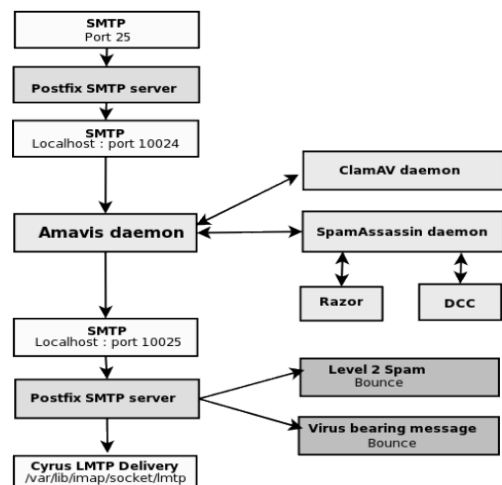 SMTP
Port 25
Postfix SMTP server
SMTP
Localhost : port 10024
ClamAV daemon
Amavis daemon
SpamAssassin daemon
Razor
DCC
SMTP
Localhost : port 10025
Level 2 Spam
Bounce
Postfix SMTP server
Virus bearing message
Bounce
Cyrus LMTP Delivery
/var/lib/imap/socket/lmtp